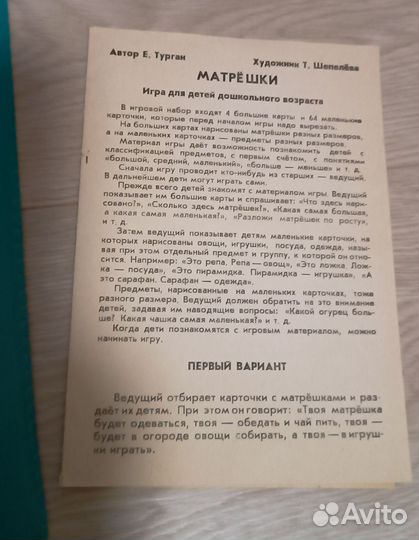 Автор Е. Турган
Художник Т. Шепелёва
МАТРЁШКИ
Игра для детей дошкольного возраста
В игровой набор входят 4 большие карты и 64 маленькие
карточки, которые перед началом игры надо вырезать.
На больших картах нарисованы матрёшки разных размеров,
а на маленьких карточках — предметы разных размеров.
Материал игры даёт возможность познакомить детей с
классификацией предметов, с первым счётом, с понятиями
«большой, средний, маленький», «больше — меньше» и т. д.
Сначала игру проводит кто-нибудь из старших — ведущий.
В дальнейшем дети могут играть сами.
Прежде всего детей знакомят с материалом игры. Ведущий
показывает им большие карты и спрашивает: «Что здесь нари-
совано?», «Сколько здесь матрёшек?», «Какая самая большая,
а какая самая маленькая?», «Разложи матрёшек по росту»,
и т. д.
Затем ведущий показывает детям маленькие карточки, на
которых нарисованы овощи, игрушки, посуда, одежда, назы-
вая при этом отдельный предмет и группу, к которой он отно-
сится. Например: «Это репа. Репа — овощ», «Это ложка. Лож-
ка — посуда», «Это пирамидка. Пирамидка — игрушка», «А
это сарафан. Сарафан — одежда».
Предметы, нарисованные на маленьких карточках, тоже
разного размера. Ведущий должен обратить на это внимание
детей, задавая им наводящие вопросы: «Какой огурец боль-
ше? Какая чашка самая маленькая?» и т. д.
Когда дети познакомятся с игровым материалом, можно
начинать игру.
ПЕРВЫЙ ВАРИАНТ
Ведущий отбирает карточки с матрёшками и раз-
даёт их детям. При этом он говорит: «Твоя матрёшка
будет одеваться, твоя — обедать и чай пить, твоя —
будет в огороде овощи собирать, а твоя — в игруш-
ки играть».
Avito